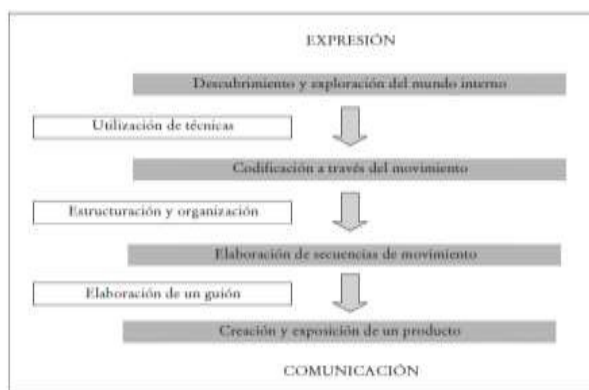 EXPRESIÓN
Descubrimiento y exploración del mundo interno
Utilización de técnicas
Codificación a través del movimiento
Estructuración y organización
Elaboración de secuencias de movimiento
Elaboración de un guión
Creación y exposición de un producto
COMUNICACIÓN